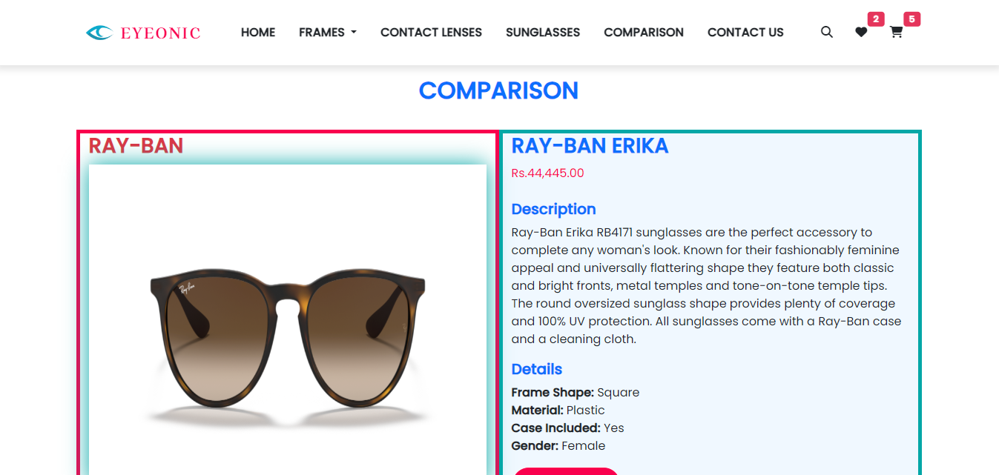 EYEONIC
HOME
FRAMES
CONTACT LENSES
SUNGLASSES
COMPARISON
CONTACT US
2
5
COMPARISON
RAY-BAN
Ray-Ban
RAY-BAN ERIKA
Rs.44,445.00
Description
Ray-Ban Erika RB4171 sunglasses are the perfect accessory to
complete any woman's look. Known for their fashionably feminine
appeal and universally flattering shape they feature both classic
and bright fronts, metal temples and tone-on-tone temple tips.
The round oversized sunglass shape provides plenty of coverage
and 100% UV protection. All sunglasses come with a Ray-Ban case
and a cleaning cloth.
Details
Frame Shape: Square
Material: Plastic
Case Included: Yes
Gender: Female